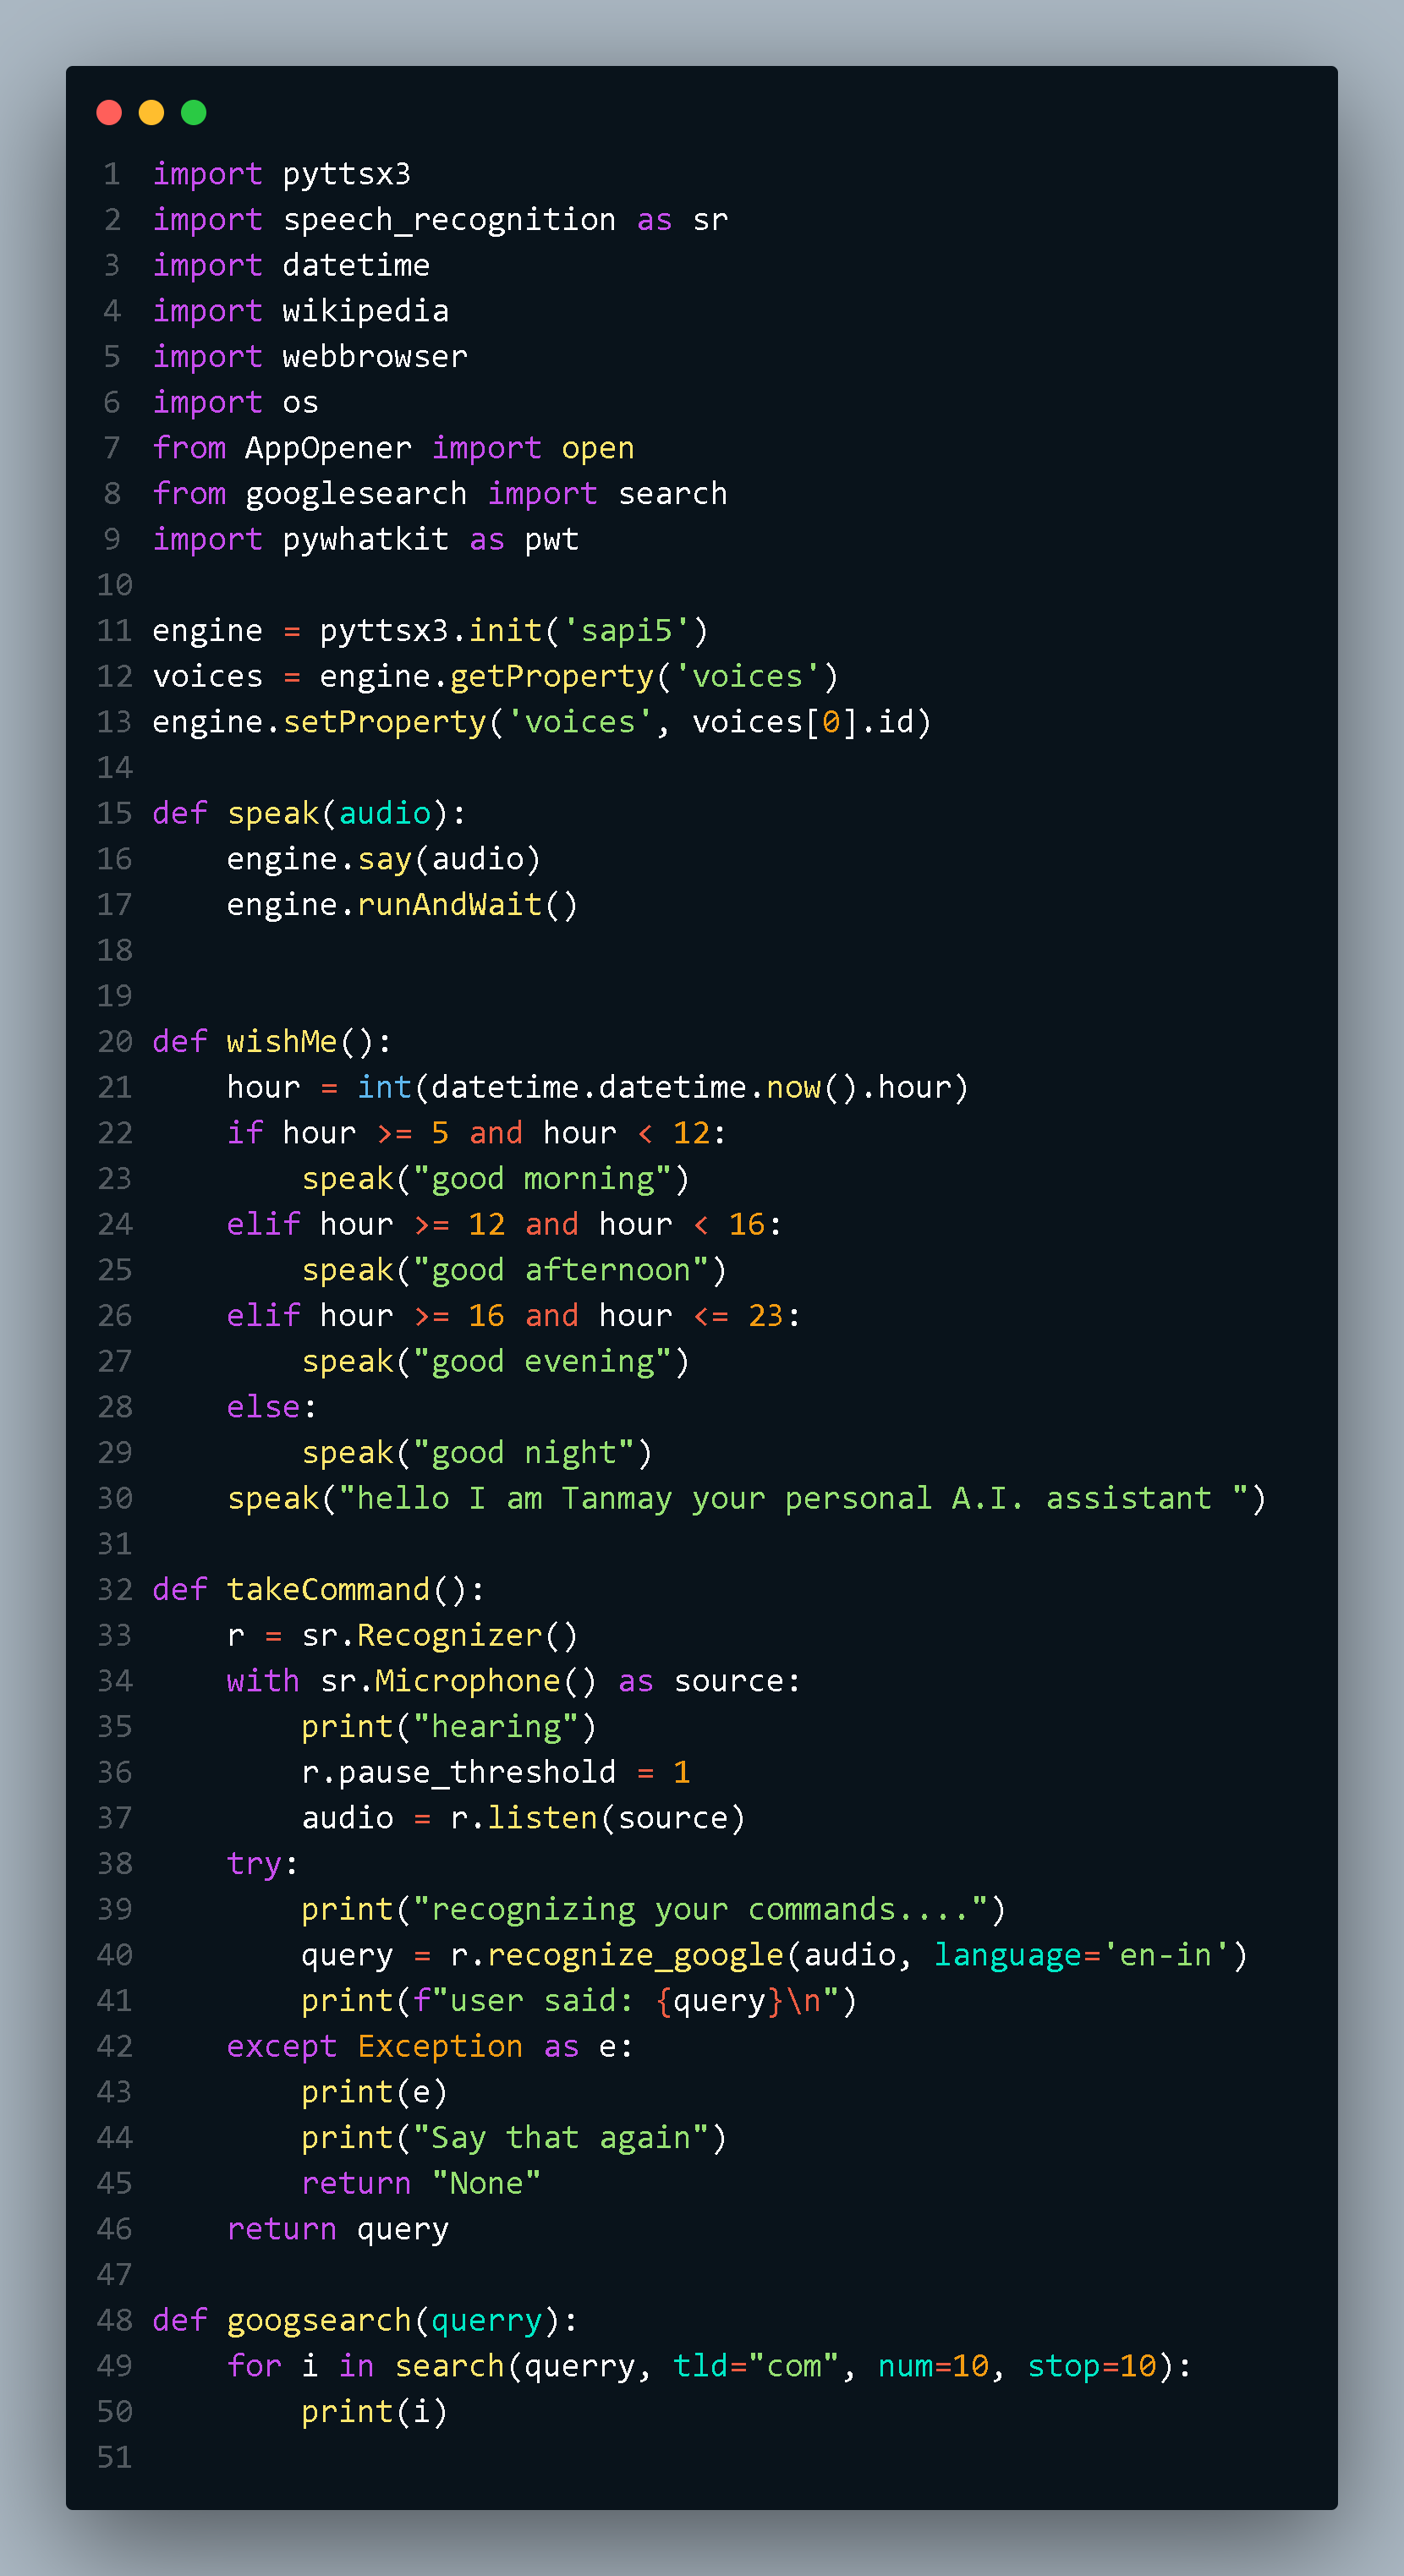 1 import pyttsx3
2 import speech_recognition as sr
3 import datetime
4 import wikipedia
5 import webbrowser
6 import os
7 from AppOpener import open
8 from googlesearch import search
9 import pywhatkit as pwt
10
11 engine = pyttsx3.init('sapi5')
12 voices = engine.getProperty('voices')
13 engine.setProperty('voices', voices[0].id)
14
15 def speak(audio):
16     engine.say(audio)
17     engine.runAndWait()
18
19
20 def wishMe():
21     hour = int(datetime.datetime.now().hour)
22     if hour >= 5 and hour < 12:
23         speak("good morning")
24     elif hour >= 12 and hour < 16:
25         speak("good afternoon")
26     elif hour >= 16 and hour <= 23:
27         speak("good evening")
28     else:
29         speak("good night")
30     speak("hello I am Tanmay your personal A.I. assistant ")
31
32 def takeCommand():
33     r = sr.Recognizer()
34     with sr.Microphone() as source:
35         print("hearing")
36         r.pause_threshold = 1
37         audio = r.listen(source)
38     try:
39         print("recognizing your commands....")
40         query = r.recognize_google(audio, language='en-in')
41         print(f"user said: {query}\n")
42     except Exception as e:
43         print(e)
44         print("Say that again")
45         return "None"
46     return query
47
48 def googsearch(querry):
49     for i in search(querry, tld="com", num=10, stop=10):
50         print(i)
51